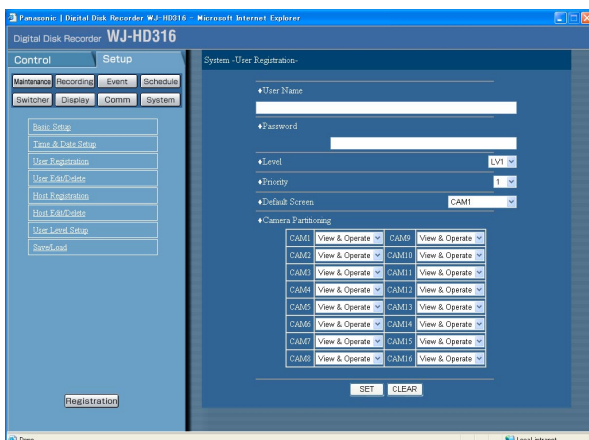 Panasonic | Digital Disk Recorder WJ-HD316 - Microsoft Internet Explorer
Digital Disk Recorder WJ-HD316
Control Setup
Maintenance Recording Event Schedule
Switcher Display Comm System
Basic Setup
Time & Date Setup
User Registration
User Edit/Delete
Host Registration
Host Edit/Delete
User Level Setup
Save/Load
Registration
System -User Registration-
♦User Name
♦Password
♦Level LV1
♦Priority 1
♦Default Screen CAM1
♦Camera Partitioning
CAM1 View & Operate CAM9 View & Operate
CAM2 View & Operate CAM10 View & Operate
CAM3 View & Operate CAM11 View & Operate
CAM4 View & Operate CAM12 View & Operate
CAM5 View & Operate CAM13 View & Operate
CAM6 View & Operate CAM14 View & Operate
CAM7 View & Operate CAM15 View & Operate
CAM8 View & Operate CAM16 View & Operate
SET CLEAR
Done Local intranet